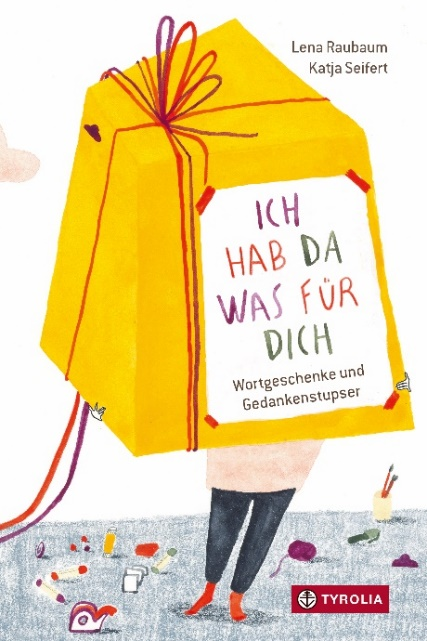 Lena Raubaum
Katja Seifert
ICH
HAB DA
WAS FÜR
DICH
Wortgeschenke und
Gedankenstupser
TYROLIA